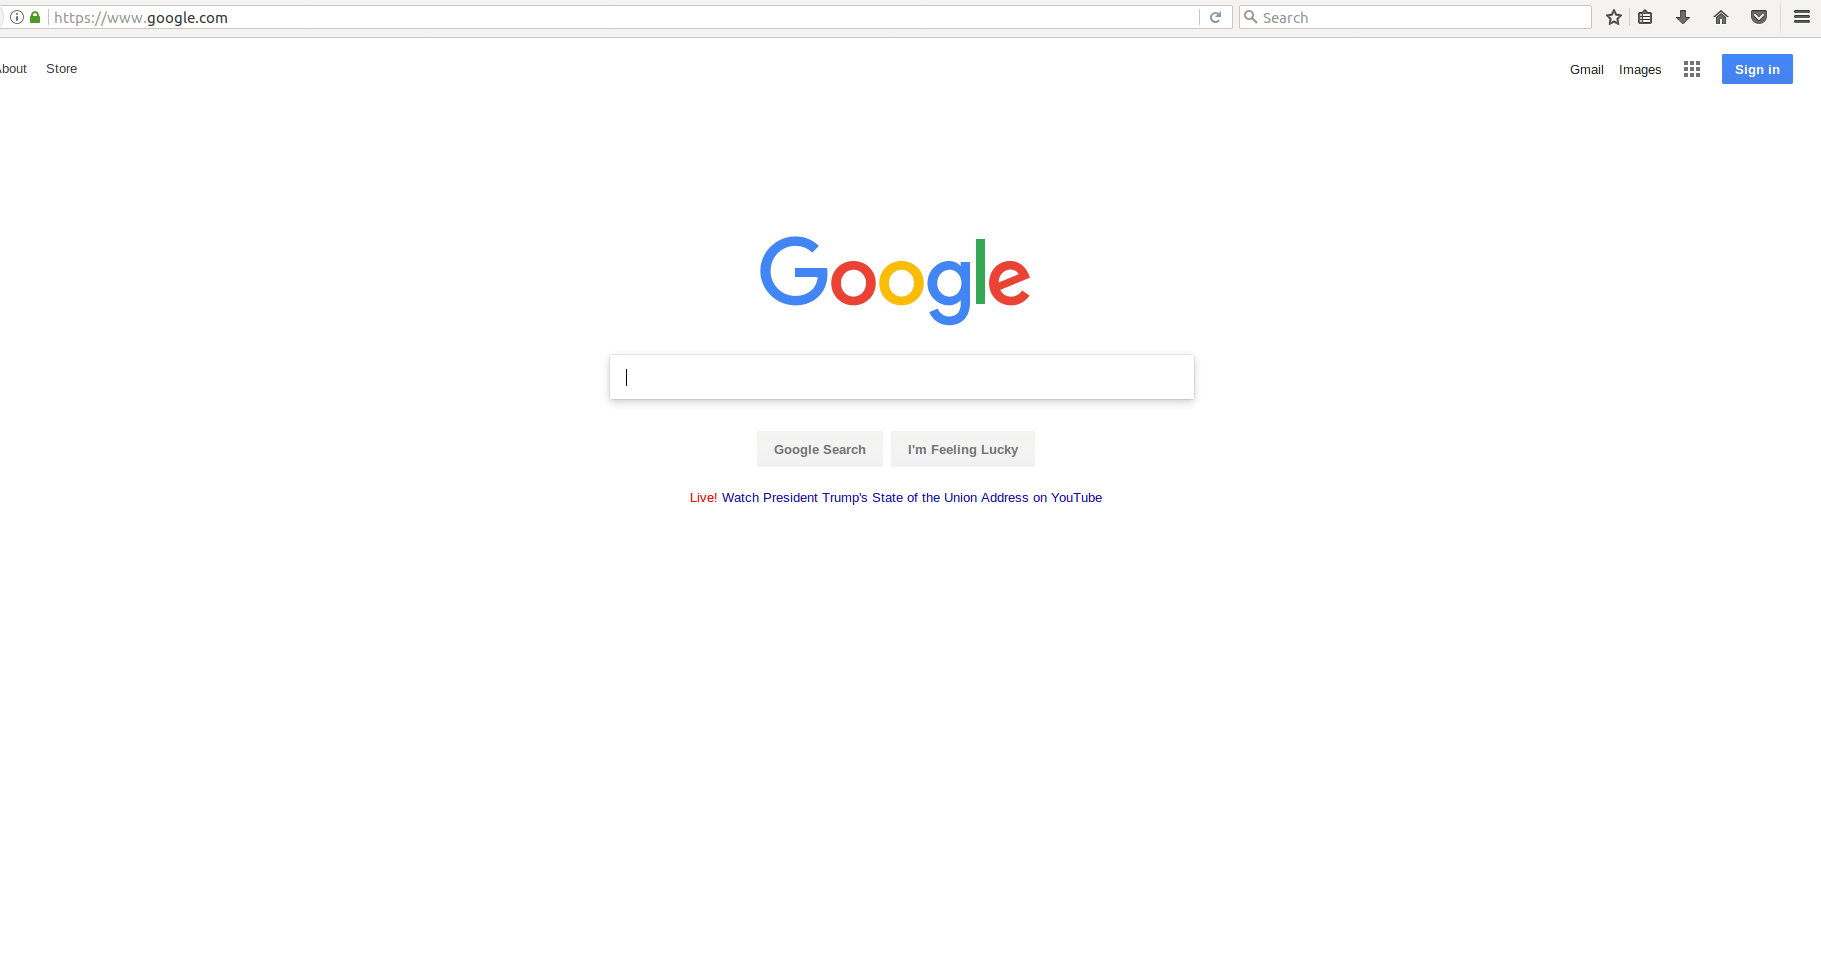 https://www.google.com
Search
About Store
Gmail Images Sign in
Google
Google Search I'm Feeling Lucky
Live! Watch President Trump's State of the Union Address on YouTube